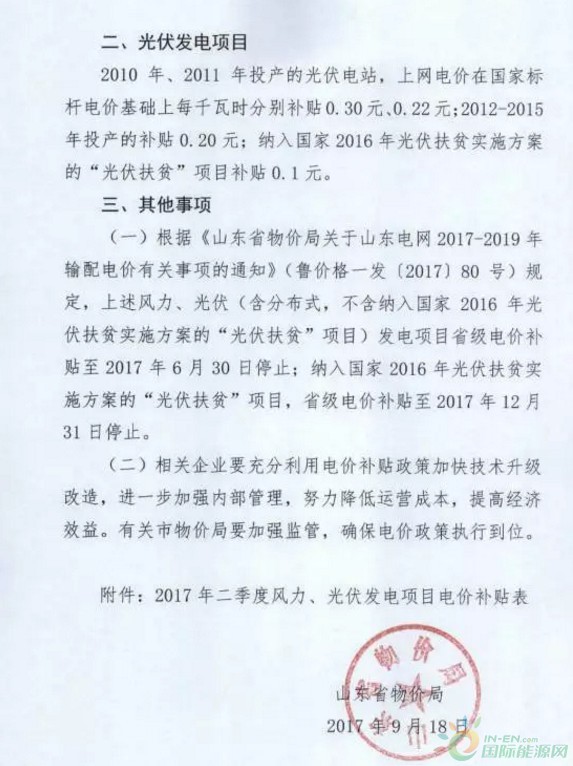 二、光伏发电项目
2010 年、2011 年投产的光伏电站，上网电价在国家标
杆电价基础上每千瓦时分别补贴 0.30 元、0.22 元；2012-2015
年投产的补贴 0.20 元；纳入国家 2016 年光伏扶贫实施方案
的“光伏扶贫”项目补贴 0.1 元。
三、其他事项
（一）根据《山东省物价局关于山东电网 2017-2019 年
输配电价有关事项的通知》（鲁价格一发〔2017〕80 号）规
定，上述风力、光伏（含分布式，不含纳入国家 2016 年光
伏扶贫实施方案的“光伏扶贫”项目）发电项目省级电价补
贴至 2017 年 6 月 30 日停止；纳入国家 2016 年光伏扶贫实
施方案的“光伏扶贫”项目，省级电价补贴至 2017 年 12 月
31 日停止。
（二）相关企业要充分利用电价补贴政策加快技术升级
改造，进一步加强内部管理，努力降低运营成本，提高经济
效益。有关市物价局要加强监管，确保电价政策执行到位。
附件：2017 年二季度风力、光伏发电项目电价补贴表
山东省物价局
山东省物价局
2017 年 9 月 18 日
IN-EN.COM
国际能源网